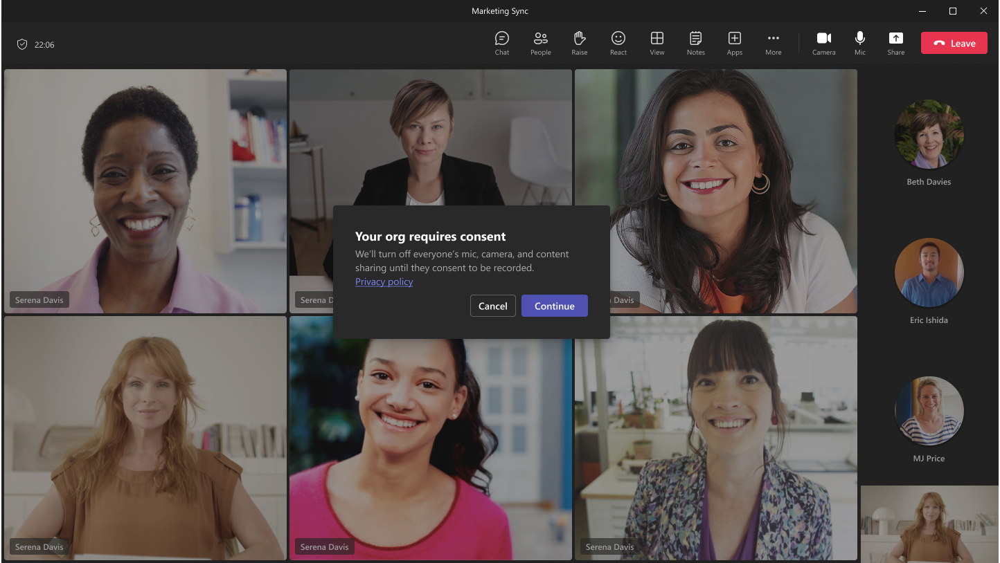 Marketing Sync
22:06
Chat
People
Raise
React
View
Notes
Apps
More
Camera
Mic
Share
Leave
Beth Davies
Your org requires consent
We'll turn off everyone's mic, camera, and content
sharing until they consent to be recorded.
Privacy policy
Cancel
Continue
Serena Davis
Serena D
Davis
Eric Ishida
MJ Price
Serena Davis
Serena Davis
Serena Davis